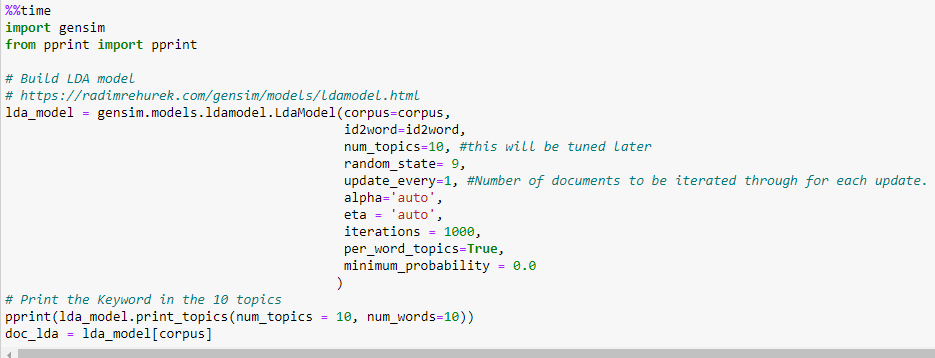 %%time
import gensim
from pprint import pprint

# Build LDA model
# https://radimrehurek.com/gensim/models/ldamodel.html
lda_model = gensim.models.ldamodel.LdaModel(corpus=corpus,
                                            id2word=id2word,
                                            num_topics=10, #this will be tuned later
                                            random_state= 9,
                                            update_every=1, #Number of documents to be iterated through for each update.
                                            alpha='auto',
                                            eta = 'auto',
                                            iterations = 1000,
                                            per_word_topics=True,
                                            minimum_probability = 0.0
                                           )
# Print the Keyword in the 10 topics
pprint(lda_model.print_topics(num_topics = 10, num_words=10))
doc_lda = lda_model[corpus]